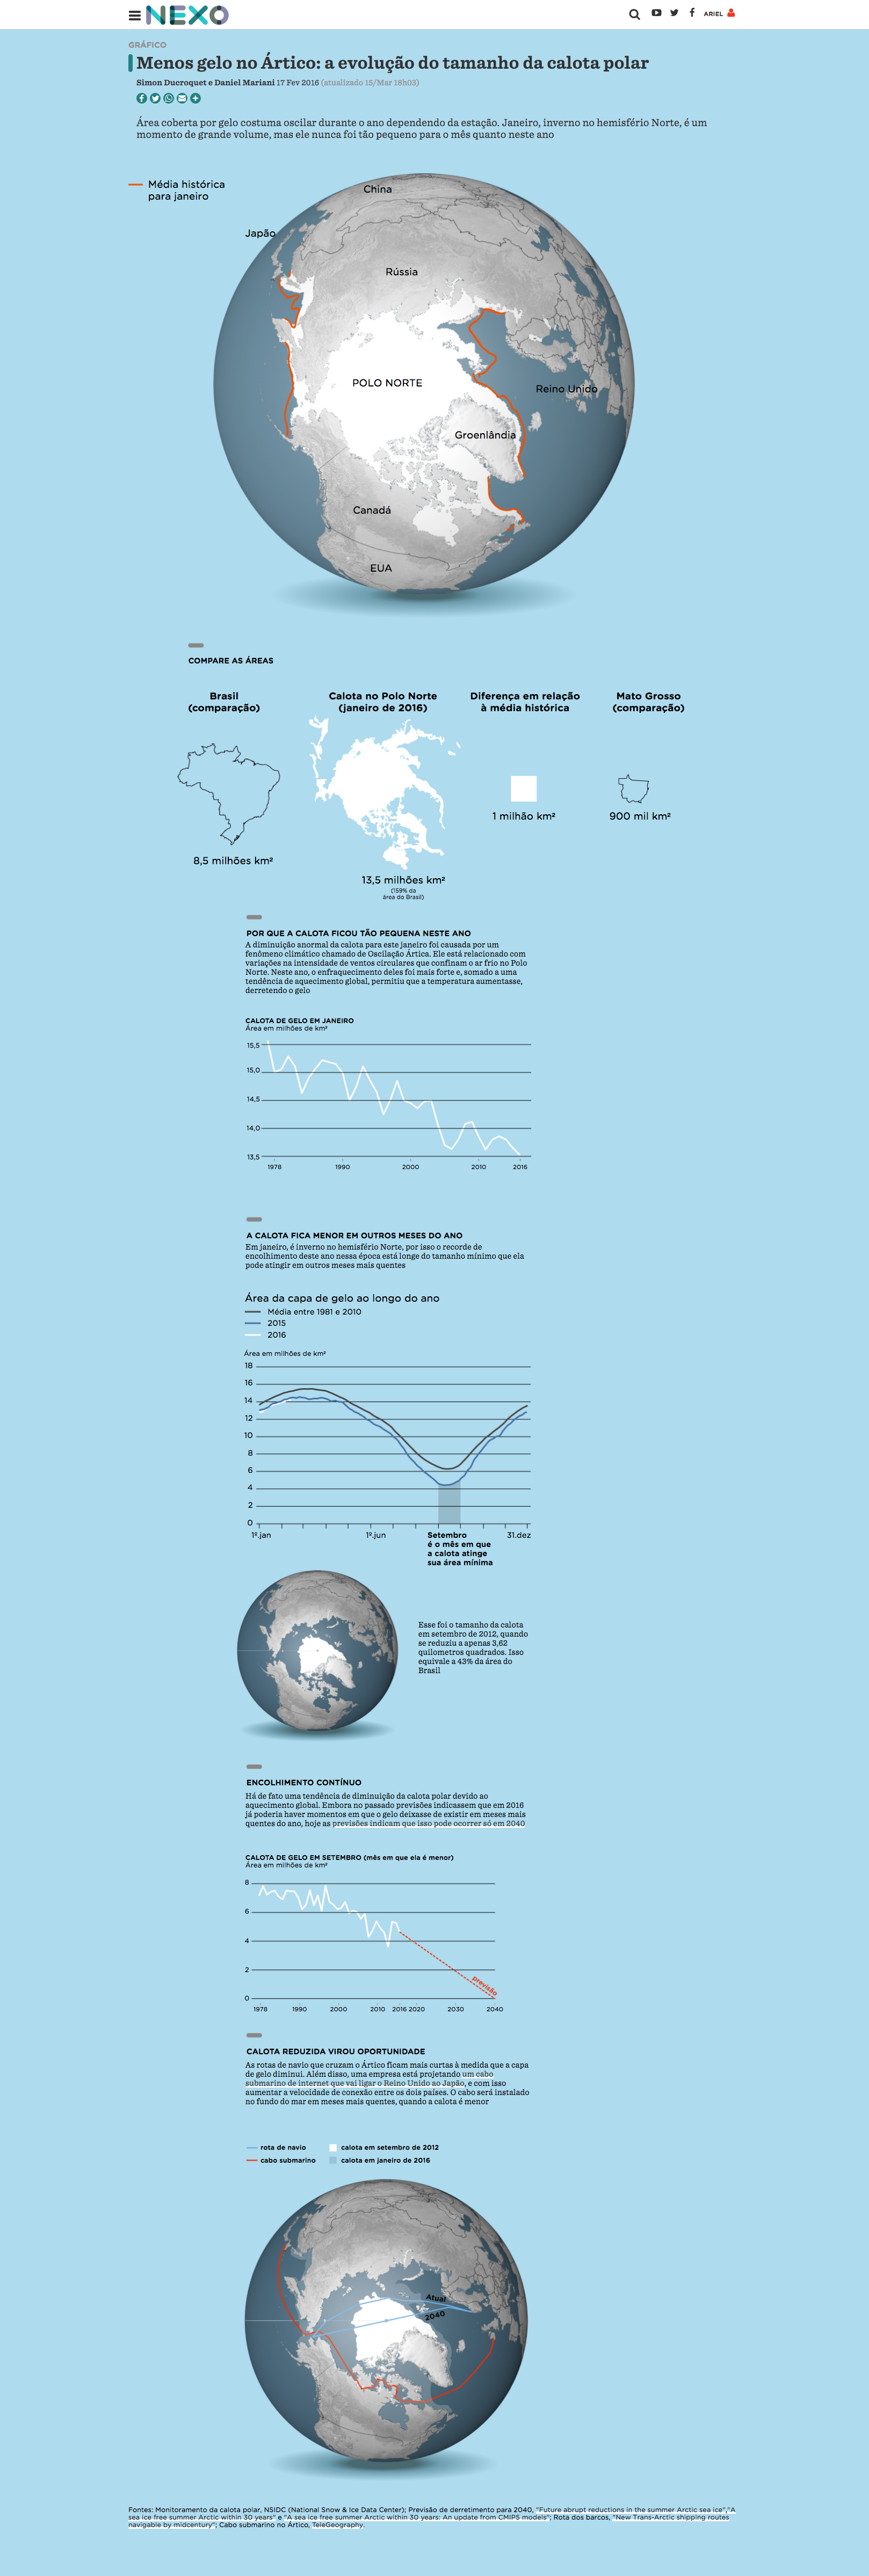 NEXO
ARIEL
GRÁFICO
Menos gelo no Ártico: a evolução do tamanho da calota polar
Simon Ducroquet e Daniel Mariani 17 Fev 2016 (atualizado 15/Mar 18h03)
Área coberta por gelo costuma oscilar durante o ano dependendo da estação. Janeiro, inverno no hemisfério Norte, é um
momento de grande volume, mas ele nunca foi tão pequeno para o mês quanto neste ano
Média histórica
para janeiro
China
Japão
Rússia
POLO NORTE
Reino Unido
Groenlândia
Canadá
EUA
COMPARE AS ÁREAS
Brasil
(comparação)
Calota no Polo Norte
(janeiro de 2016)
Diferença em relação
à média histórica
Mato Grosso
(comparação)
1 milhão km²
900 mil km²
8,5 milhões km²
13,5 milhões km²
(159% da
área do Brasil)
POR QUE A CALOTA FICOU TÃO PEQUENA NESTE ANO
A diminuição anormal da calota para este janeiro foi causada por um
fenômeno climático chamado de Oscilação Ártica. Ele está relacionado com
variações na intensidade de ventos circulares que confinam o ar frio no Polo
Norte. Neste ano, o enfraquecimento deles foi mais forte e, somado a uma
tendência de aquecimento global, permitiu que a temperatura aumentasse,
derretendo o gelo
CALOTA DE GELO EM JANEIRO
Área em milhões de km²
15,5
15,0
14,5
14,0
13,5
1978 1990 2000 2010 2016
A CALOTA FICA MENOR EM OUTROS MESES DO ANO
Em janeiro, é inverno no hemisfério Norte, por isso o recorde de
encolhimento deste ano nessa época está longe do tamanho mínimo que ela
pode atingir em outros meses mais quentes
Área da capa de gelo ao longo do ano
Média entre 1981 e 2010
2015
2016
Área em milhões de km²
18
16
14
12
10
8
6
4
2
0
1º.jan 1º.jun 31.dez
Setembro
é o mês em que
a calota atinge
sua área mínima
Esse foi o tamanho da calota
em setembro de 2012, quando
se reduziu a apenas 3,62
quilometros quadrados. Isso
equivale a 43% da área do
Brasil
ENCOLHIMENTO CONTÍNUO
Há de fato uma tendência de diminuição da calota polar devido ao
aquecimento global. Embora no passado previsões indicassem que em 2016
já poderia haver momentos em que o gelo deixasse de existir em meses mais
quentes do ano, hoje as previsões indicam que isso pode ocorrer só em 2040
CALOTA DE GELO EM SETEMBRO (mês em que ela é menor)
Área em milhões de km²
8
6
4
2
0
previsão
1978 1990 2000 2010 2016 2020 2030 2040
CALOTA REDUZIDA VIROU OPORTUNIDADE
As rotas de navio que cruzam o Ártico ficam mais curtas à medida que a capa
de gelo diminui. Além disso, uma empresa está projetando um cabo
submarino de internet que vai ligar o Reino Unido ao Japão, e com isso
aumentar a velocidade de conexão entre os dois países. O cabo será instalado
no fundo do mar em meses mais quentes, quando a calota é menor
rota de navio
cabo submarino
calota em setembro de 2012
calota em janeiro de 2016
Atual
2040
Fontes: Monitoramento da calota polar, NSIDC (National Snow & Ice Data Center); Previsão de derretimento para 2040, "Future abrupt reductions in the summer Arctic sea ice","A
sea ice free summer Arctic within 30 years" e "A sea ice free summer Arctic within 30 years: An update from CMIP5 models"; Rota dos barcos, "New Trans-Arctic shipping routes
navigable by midcentury"; Cabo submarino no Ártico, TeleGeography.